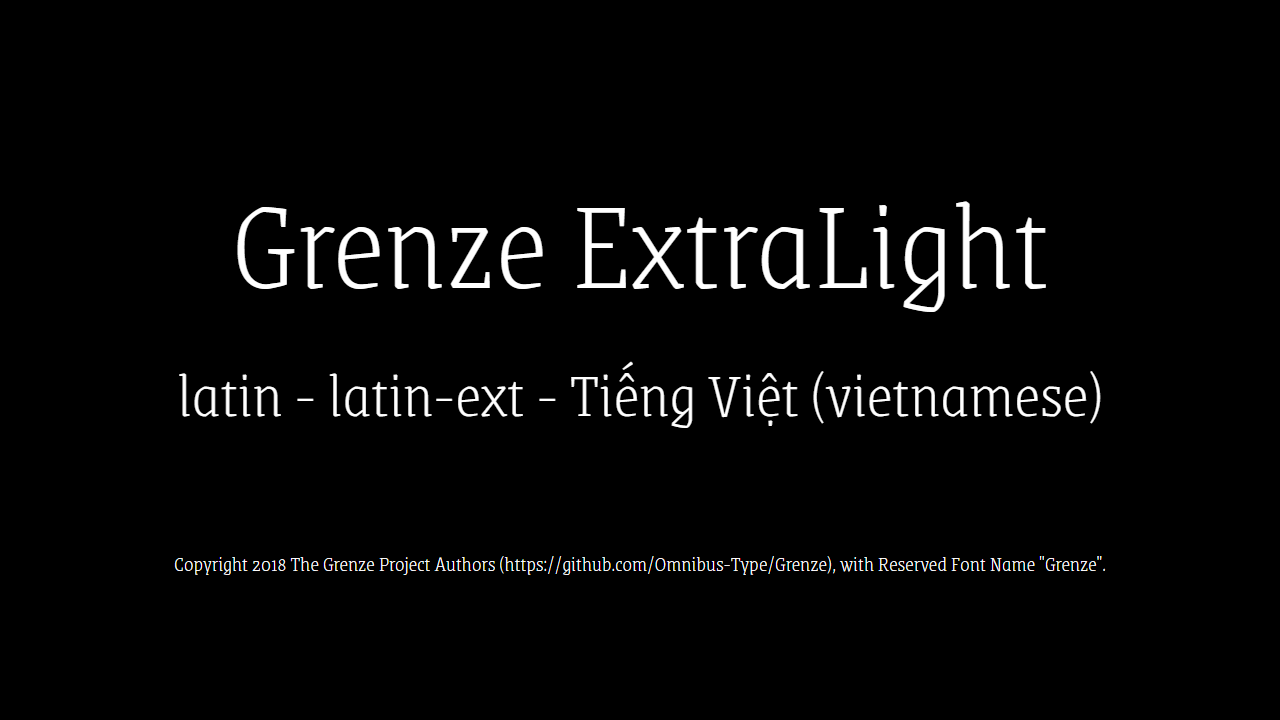 Grenze ExtraLight
latin - latin-ext - Tiếng Việt (vietnamese)
Copyright 2018 The Grenze Project Authors (https://github.com/Omnibus-Type/Grenze), with Reserved Font Name "Grenze".